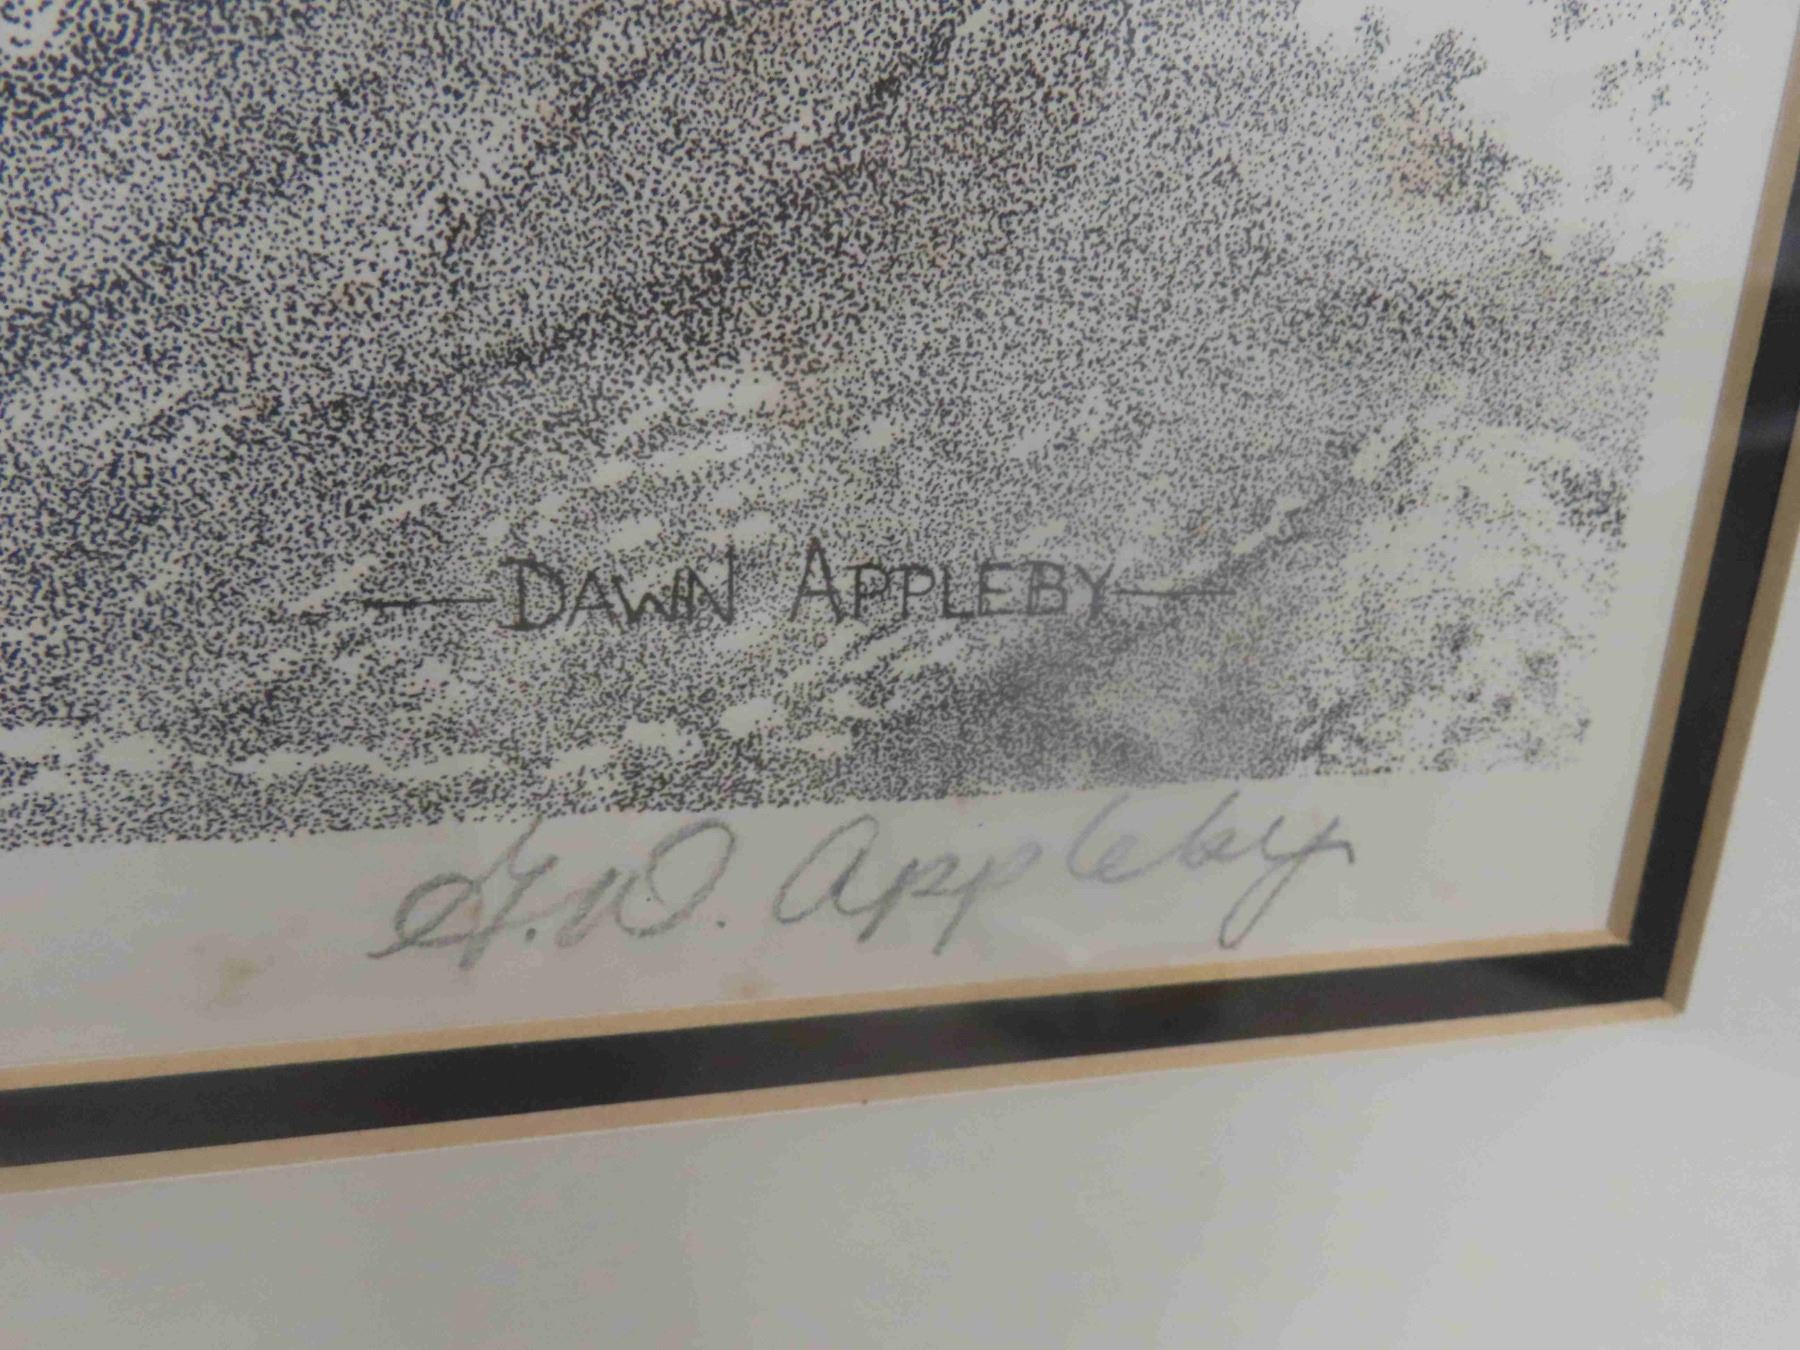 — DAWN APPLEBY —
G.D. Appleby